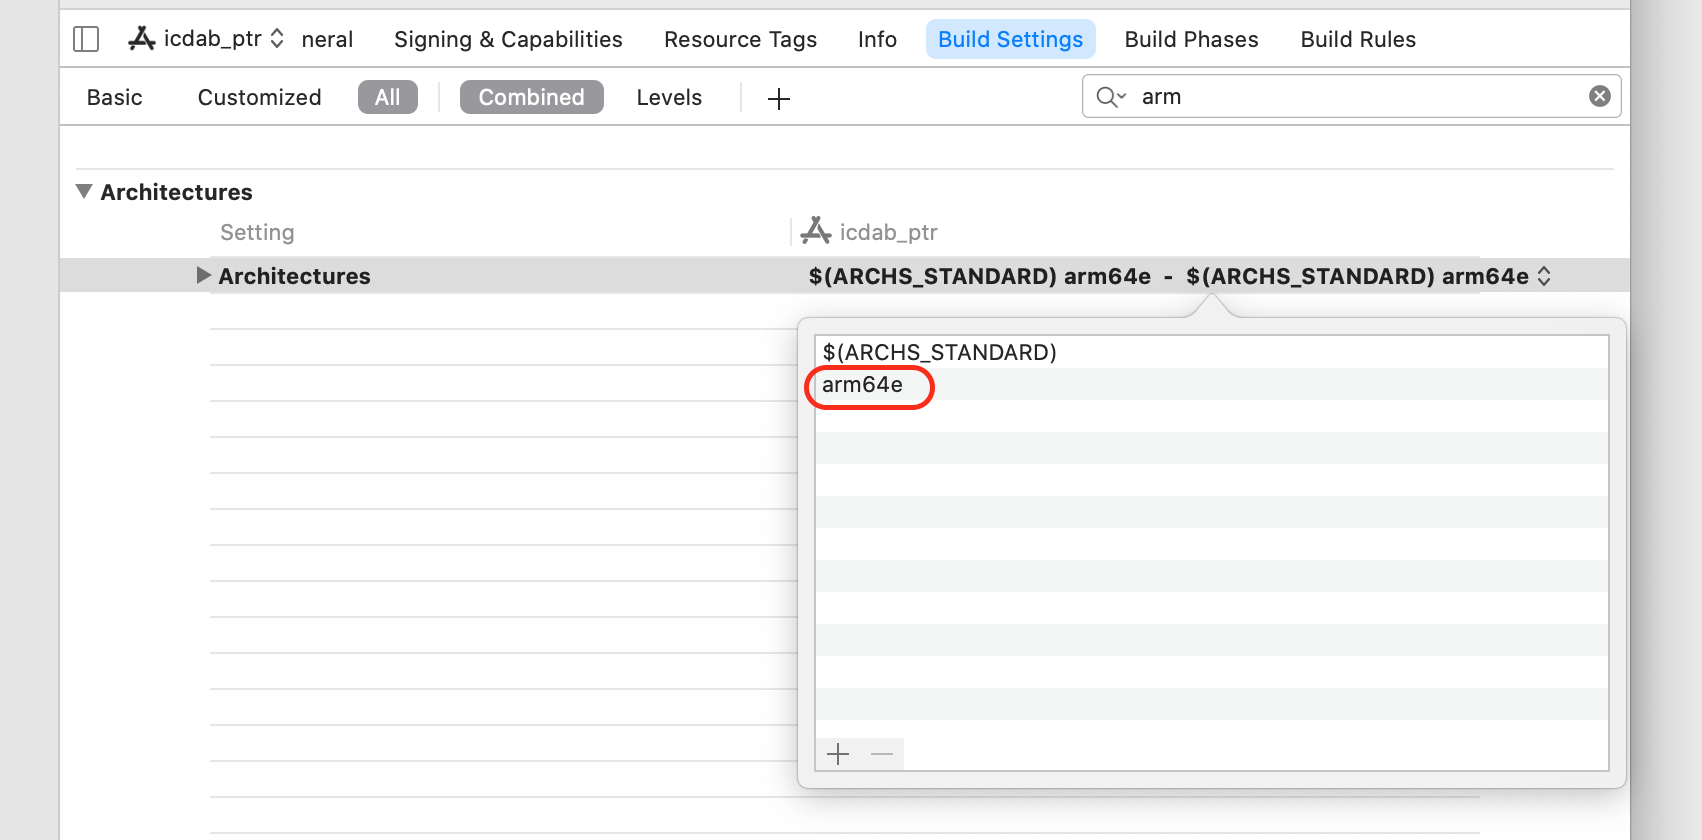 icdab_ptr neral Signing & Capabilities Resource Tags Info Build Settings Build Phases Build Rules
Basic Customized All Combined Levels + arm
Architectures
Setting icdab_ptr
Architectures $(ARCHS_STANDARD) arm64e - $(ARCHS_STANDARD) arm64e
$(ARCHS_STANDARD)
arm64e